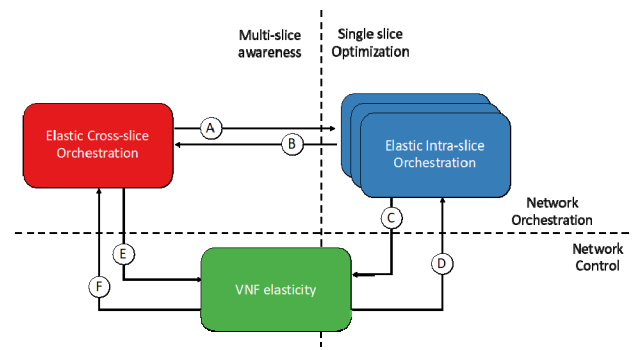 Multi-slice
awareness
Single slice
Optimization
Elastic Cross-slice
Orchestration
A
B
Elastic Intra-slice
Orchestration
C
Network
Orchestration
Network
Control
E
D
F
VNF elasticity